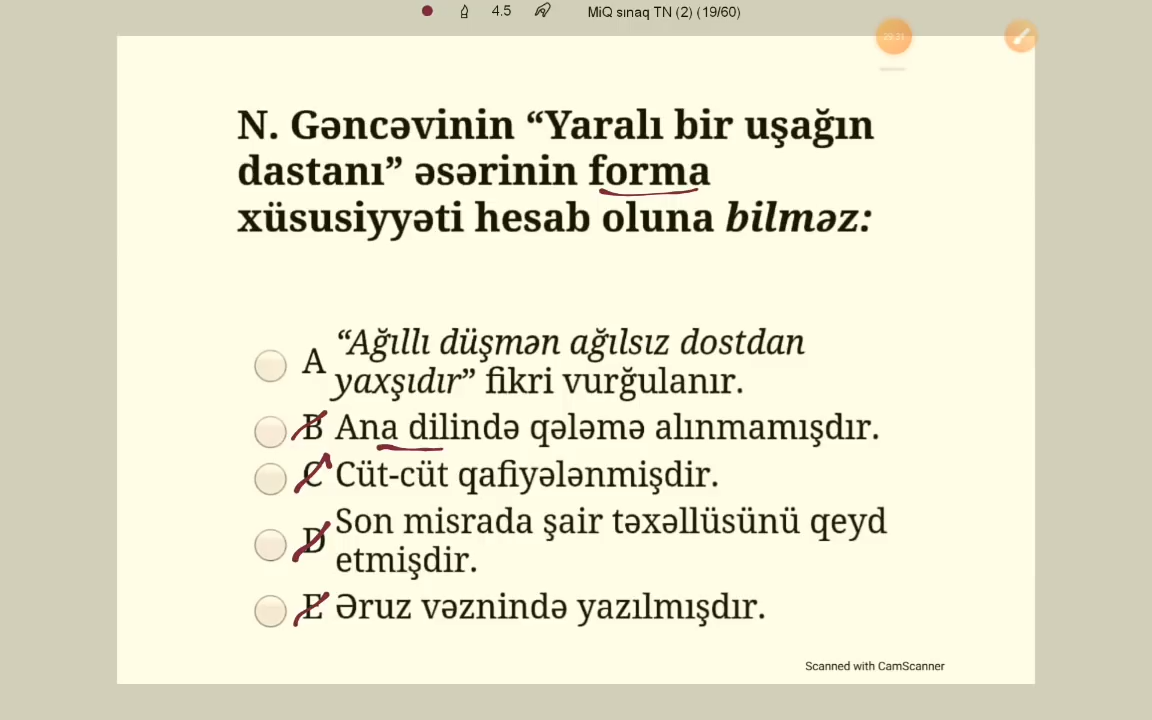 4.5 MiQ sınaq TN (2) (19/60)
29:31
N. Gəncəvinin “Yaralı bir uşağın
dastanı” əsərinin forma
xüsusiyyəti hesab oluna bilməz:
A “Ağıllı düşmən ağılsız dostdan
yaxşıdır” fikri vurğulanır.
B Ana dilində qələmə alınmamışdır.
C Cüt-cüt qafiyələnmişdir.
D Son misrada şair təxəllüsünü qeyd
etmişdir.
E Əruz vəznində yazılmışdır.
Scanned with CamScanner